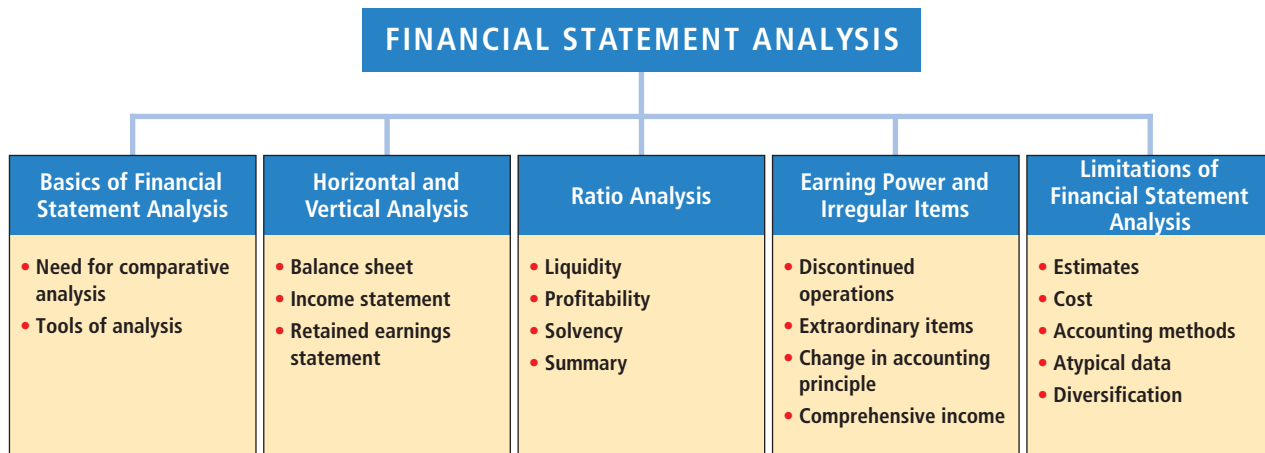 FINANCIAL STATEMENT ANALYSIS
Basics of Financial
Statement Analysis
• Need for comparative
analysis
• Tools of analysis
Horizontal and
Vertical Analysis
• Balance sheet
• Income statement
• Retained earnings
statement
Ratio Analysis
• Liquidity
• Profitability
• Solvency
• Summary
Earning Power and
Irregular Items
• Discontinued
operations
• Extraordinary items
• Change in accounting
principle
• Comprehensive income
Limitations of
Financial Statement
Analysis
• Estimates
• Cost
• Accounting methods
• Atypical data
• Diversification